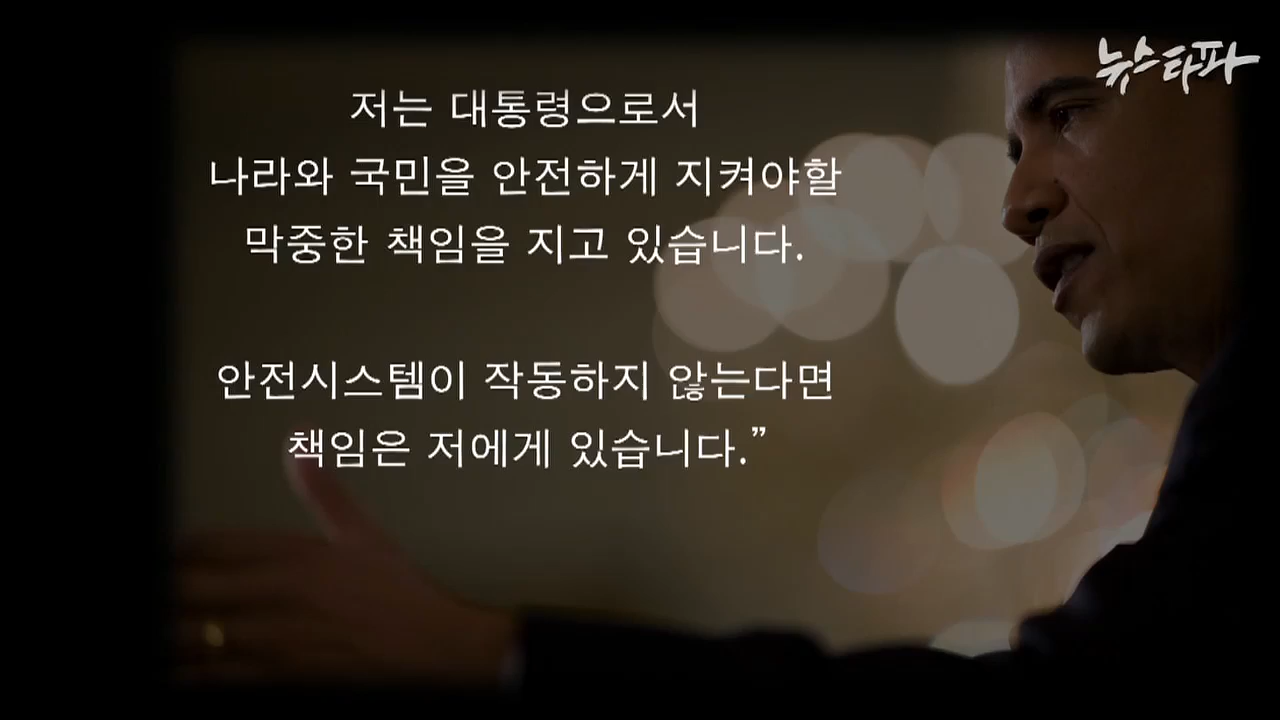 뉴스타파
저는 대통령으로서
나라와 국민을 안전하게 지켜야할
막중한 책임을 지고 있습니다.
안전시스템이 작동하지 않는다면
책임은 저에게 있습니다.”